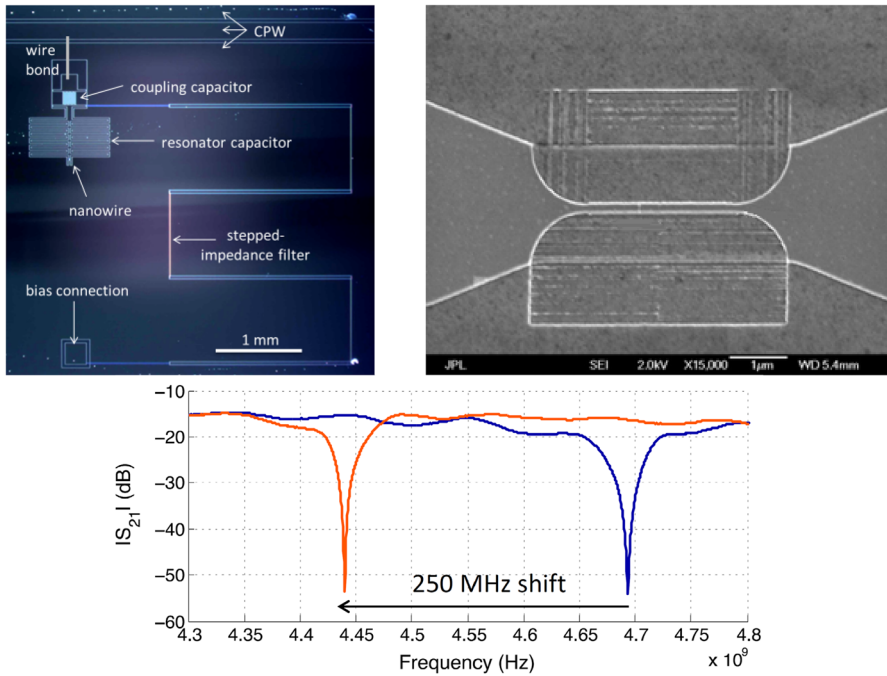 CPW
wire
bond
coupling capacitor
resonator capacitor
nanowire
stepped-
impedance filter
bias connection
1 mm
JPL SEI 2.0kV X15,000 1μm WD 5.4mm
−10
−20
−30
−40
−50
−60
|S21| (dB)
250 MHz shift
4.3 4.35 4.4 4.45 4.5 4.55 4.6 4.65 4.7 4.75 4.8
Frequency (Hz)
x 10^9